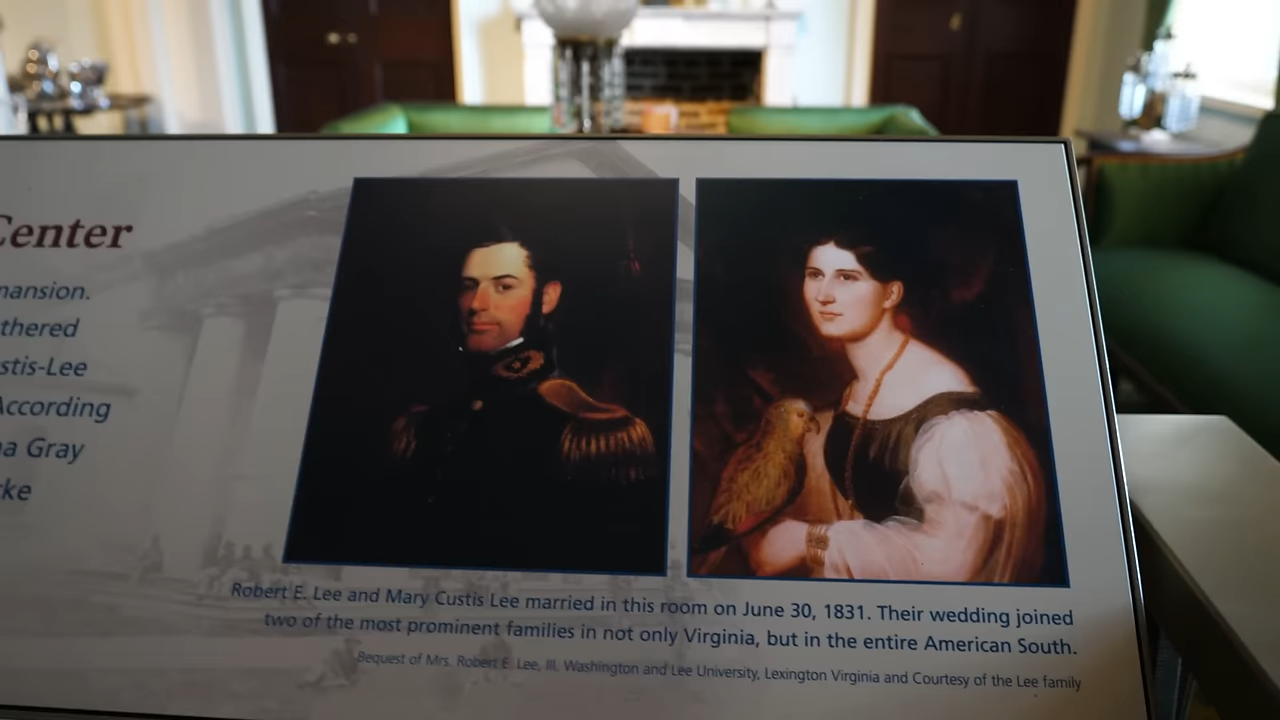 Center
mansion.
thered
stis-Lee
According
a Gray
ke
Robert E. Lee and Mary Custis Lee married in this room on June 30, 1831. Their wedding joined
two of the most prominent families in not only Virginia, but in the entire American South.
Bequest of Mrs. Robert E. Lee, III. Washington and Lee University, Lexington Virginia and Courtesy of the Lee family